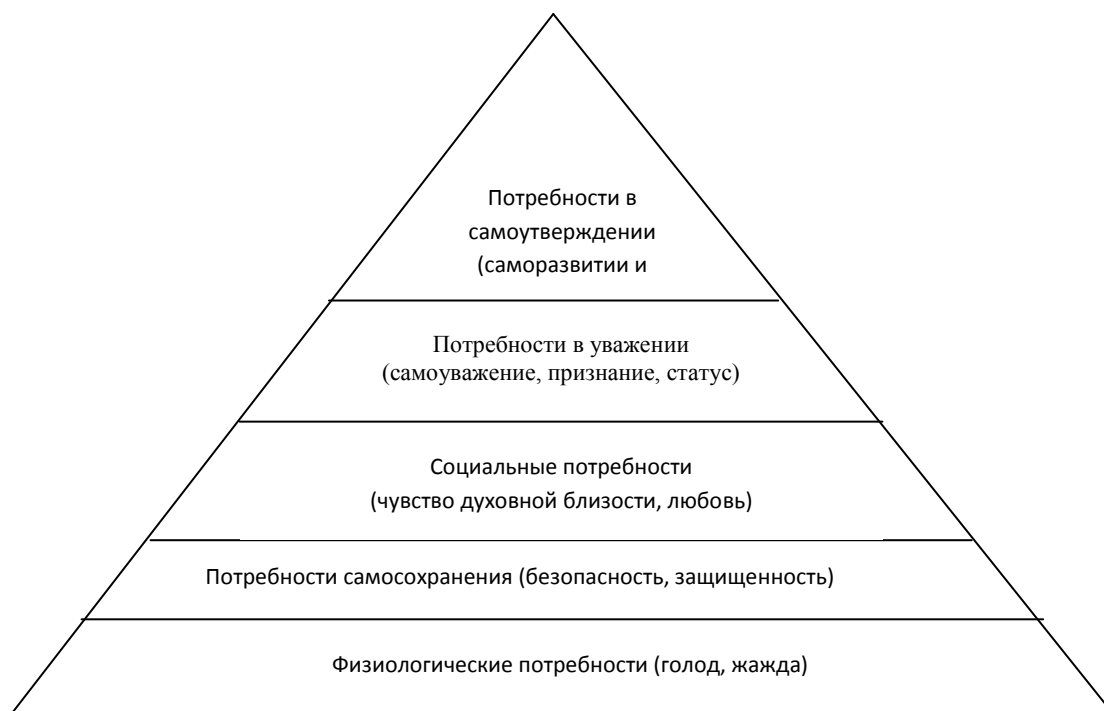 Потребности в
самоутверждении
(саморазвитии и
Потребности в уважении
(самоуважение, признание, статус)
Социальные потребности
(чувство духовной близости, любовь)
Потребности самосохранения (безопасность, защищенность)
Физиологические потребности (голод, жажда)